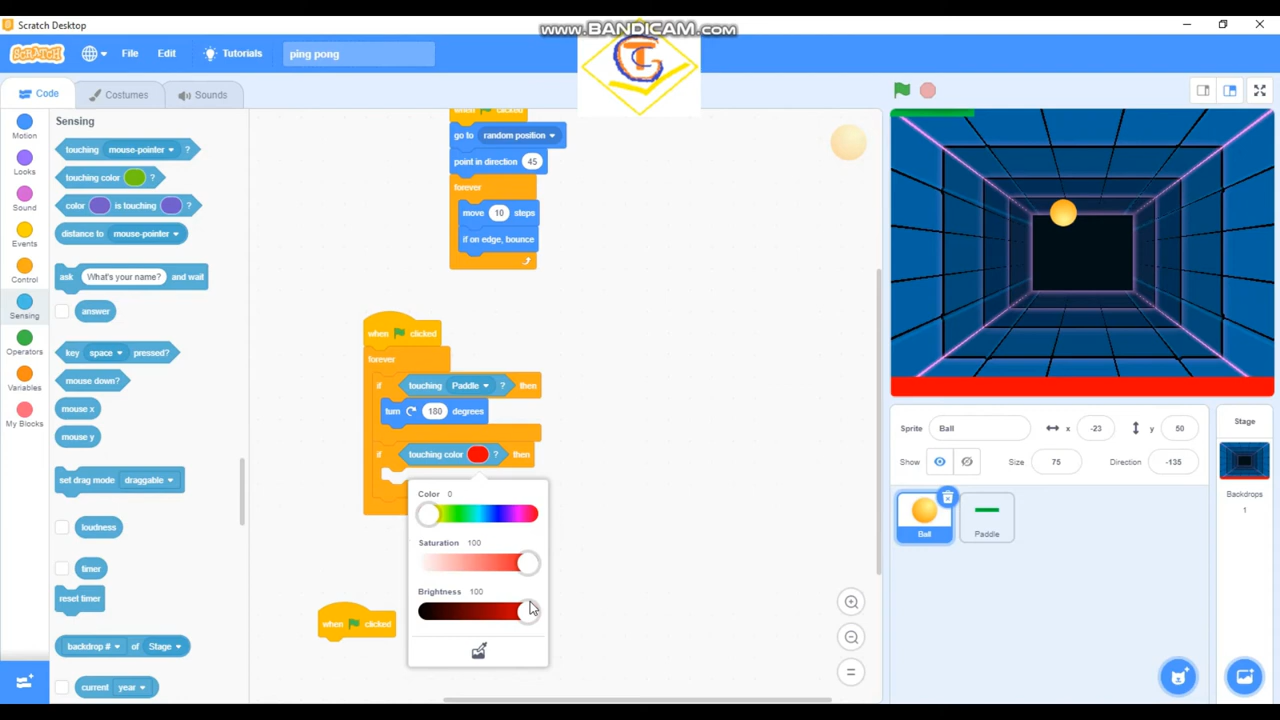 Scratch Desktop
www.BANDICAM.com
SCRATCH
File Edit Tutorials ping pong
Code Costumes Sounds
Motion
Looks
Sound
Events
Control
Sensing
Operators
Variables
My Blocks
Sensing
touching mouse-pointer ?
touching color ?
color is touching ?
distance to mouse-pointer
ask What's your name? and wait
answer
key space pressed?
mouse down?
mouse x
mouse y
set drag mode draggable
loudness
timer
reset timer
backdrop # of Stage
current year
when clicked
go to random position
point in direction 45
forever
move 10 steps
if on edge, bounce
when clicked
forever
if touching Paddle ? then
turn 180 degrees
if touching color ? then
Color 0
Saturation 100
Brightness 100
when clicked
Sprite Ball x -23 y 50
Show Size 75 Direction -135
Ball
Paddle
Stage
Backdrops
1